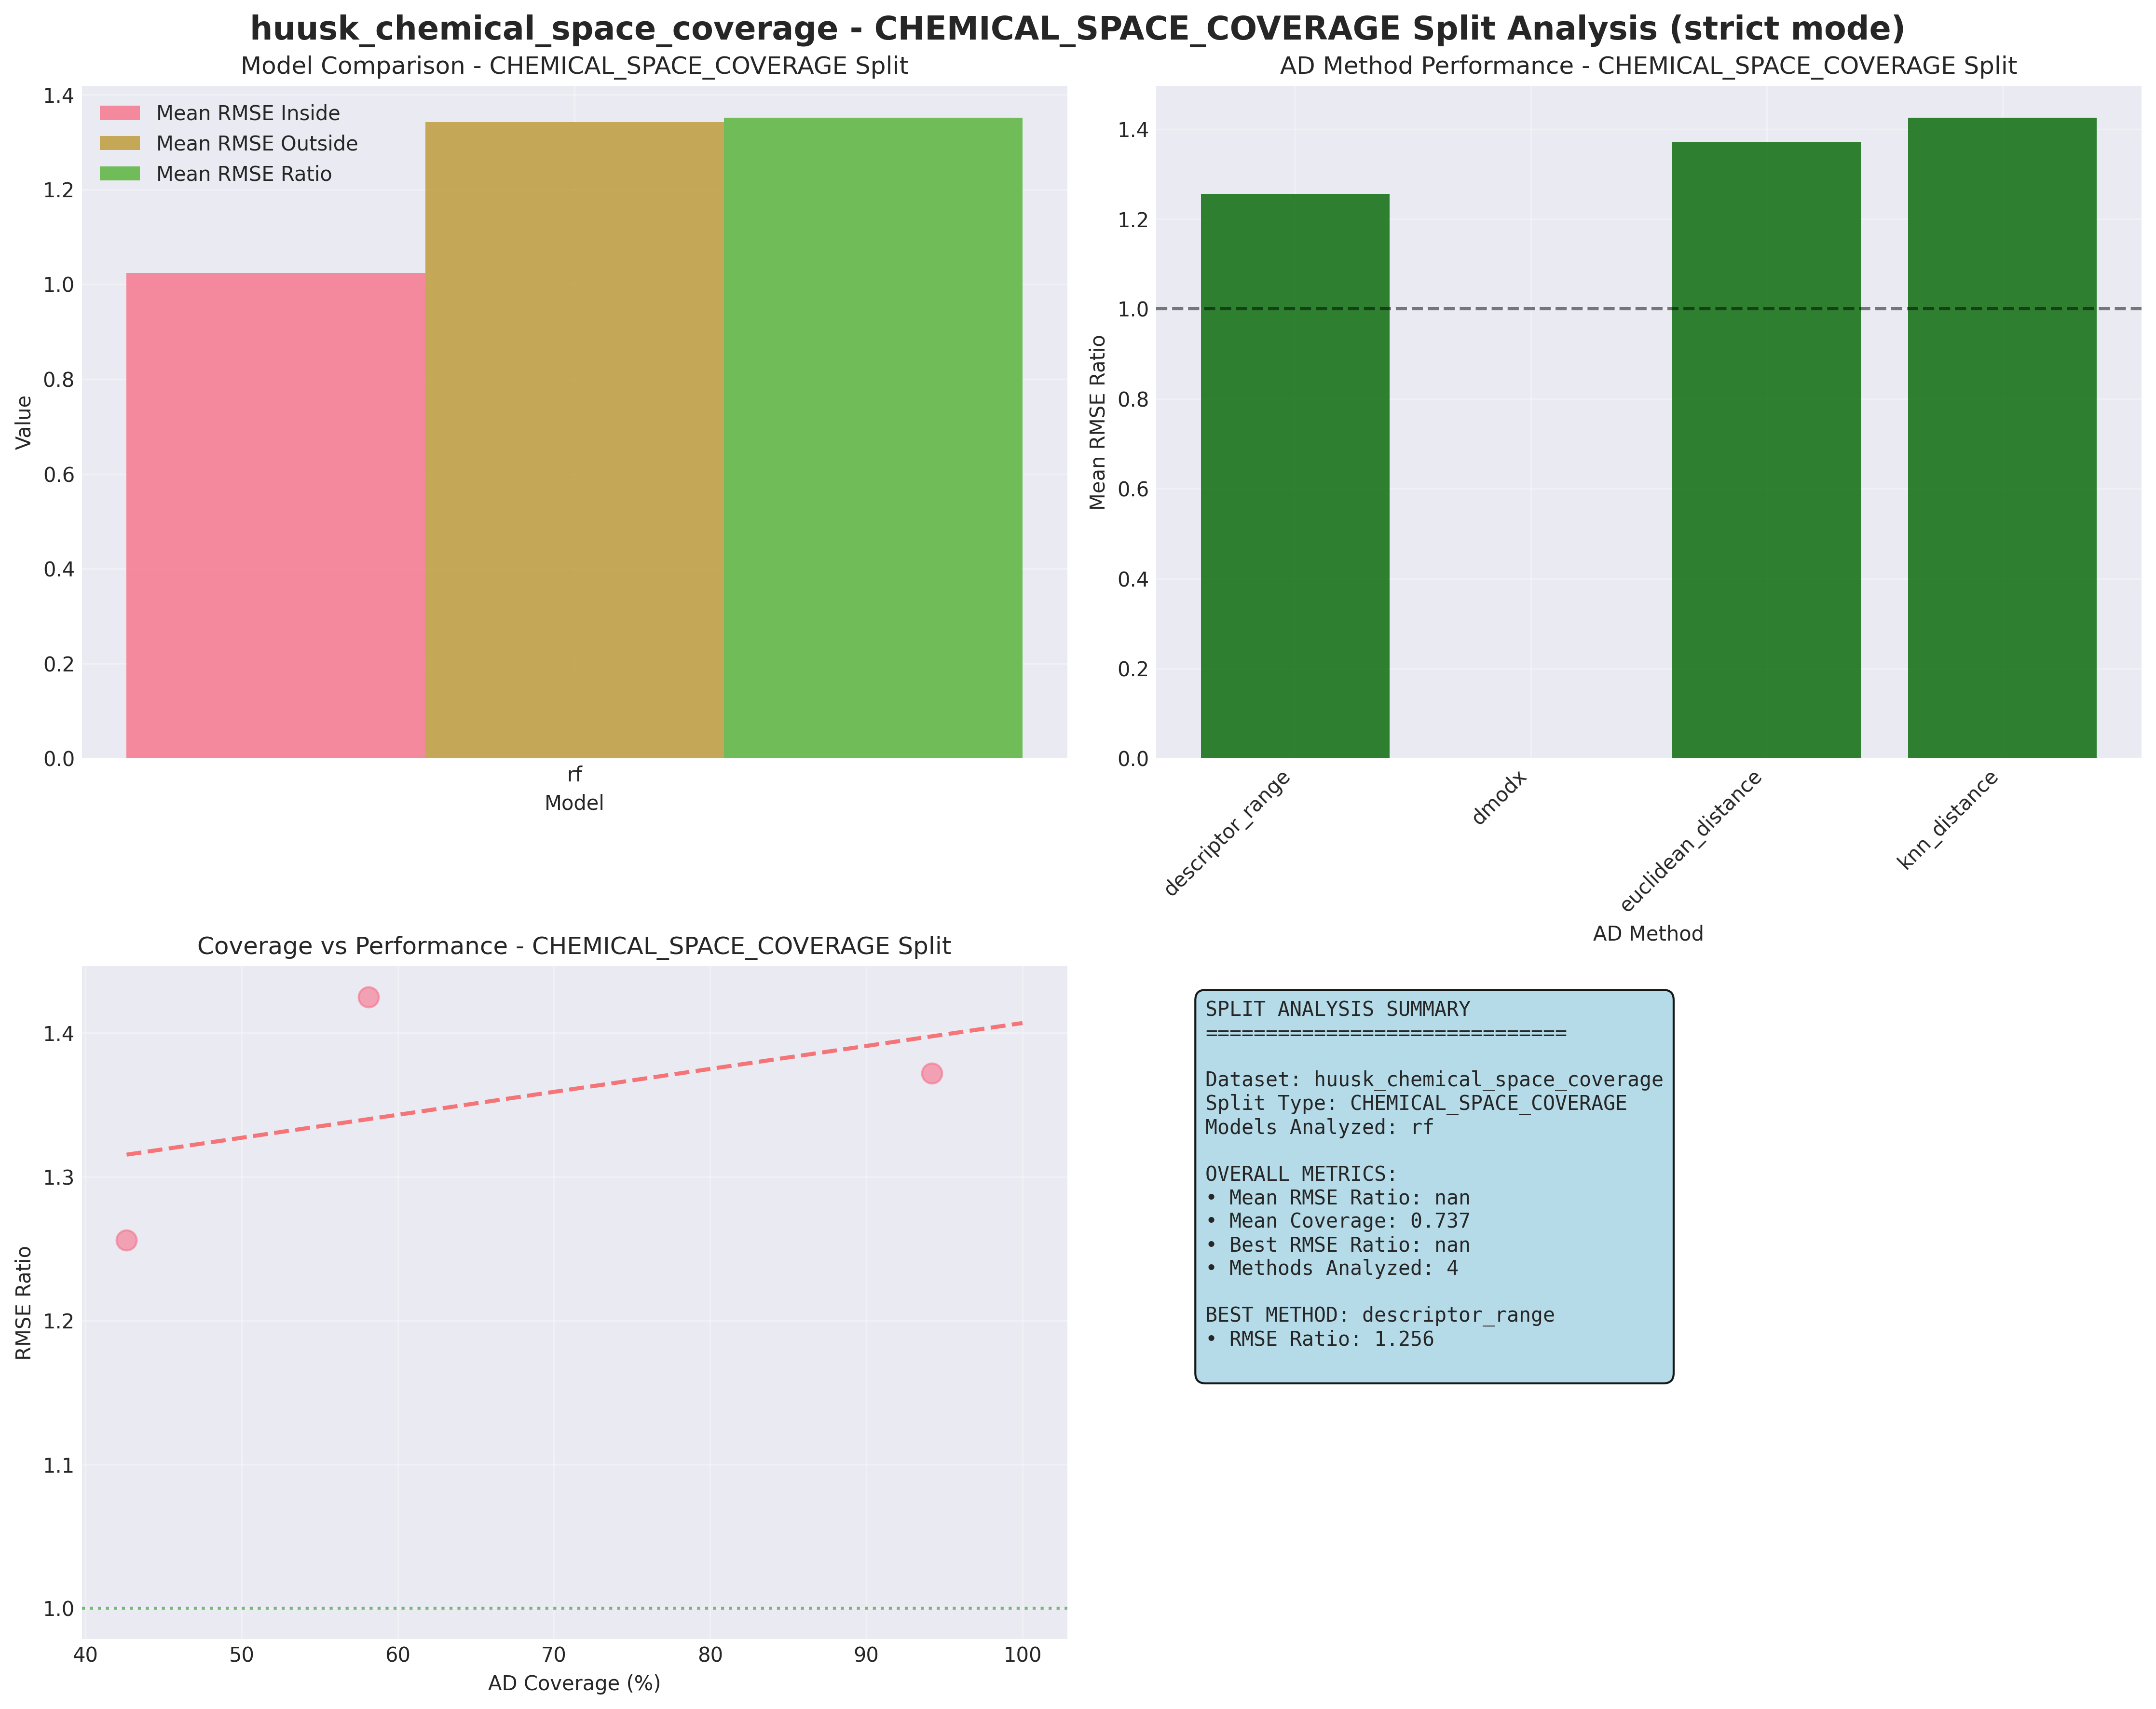 huusk_chemical_space_coverage - CHEMICAL_SPACE_COVERAGE Split Analysis (strict mode)
Model Comparison - CHEMICAL_SPACE_COVERAGE Split
Mean RMSE Inside
Mean RMSE Outside
Mean RMSE Ratio
Value
1.4
1.2
1.0
0.8
0.6
0.4
0.2
0.0
rf
Model
AD Method Performance - CHEMICAL_SPACE_COVERAGE Split
Mean RMSE Ratio
1.4
1.2
1.0
0.8
0.6
0.4
0.2
0.0
descriptor_range
dmodx
euclidean_distance
knn_distance
AD Method
Coverage vs Performance - CHEMICAL_SPACE_COVERAGE Split
RMSE Ratio
1.4
1.3
1.2
1.1
1.0
40
50
60
70
80
90
100
AD Coverage (%)
SPLIT ANALYSIS SUMMARY
==============================
Dataset: huusk_chemical_space_coverage
Split Type: CHEMICAL_SPACE_COVERAGE
Models Analyzed: rf
OVERALL METRICS:
• Mean RMSE Ratio: nan
• Mean Coverage: 0.737
• Best RMSE Ratio: nan
• Methods Analyzed: 4
BEST METHOD: descriptor_range
• RMSE Ratio: 1.256